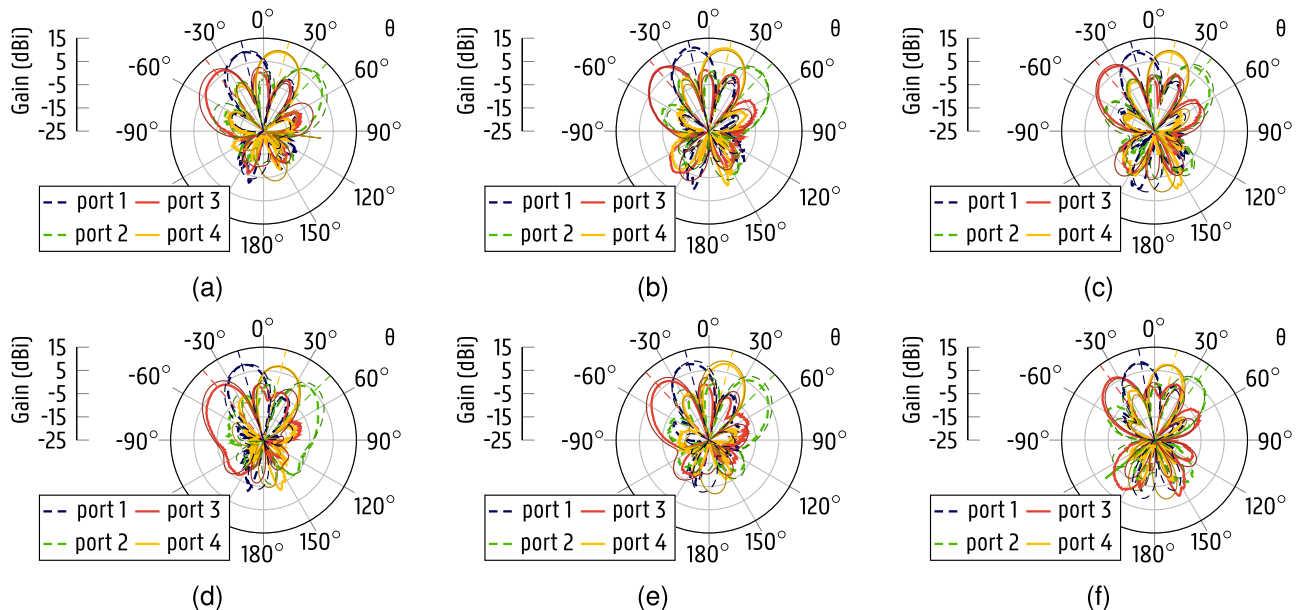 0° 0° 0°
-30° 30° θ -30° 30° θ -30° 30° θ
Gain (dBi) 15 5 -5 -15 -25 Gain (dBi) 15 5 -5 -15 -25 Gain (dBi) 15 5 -5 -15 -25
-60° 60° -60° 60° -60° 60°
-90° 90° -90° 90° -90° 90°
120° 120° 120°
port 1 port 3 port 1 port 3 port 1 port 3
port 2 port 4 port 2 port 4 port 2 port 4
180° 150° 180° 150° 180° 150°
(a) (b) (c)
0° 0° 0°
-30° 30° θ -30° 30° θ -30° 30° θ
Gain (dBi) 15 5 -5 -15 -25 Gain (dBi) 15 5 -5 -15 -25 Gain (dBi) 15 5 -5 -15 -25
-60° 60° -60° 60° -60° 60°
-90° 90° -90° 90° -90° 90°
120° 120° 120°
port 1 port 3 port 1 port 3 port 1 port 3
port 2 port 4 port 2 port 4 port 2 port 4
180° 150° 180° 150° 180° 150°
(d) (e) (f)